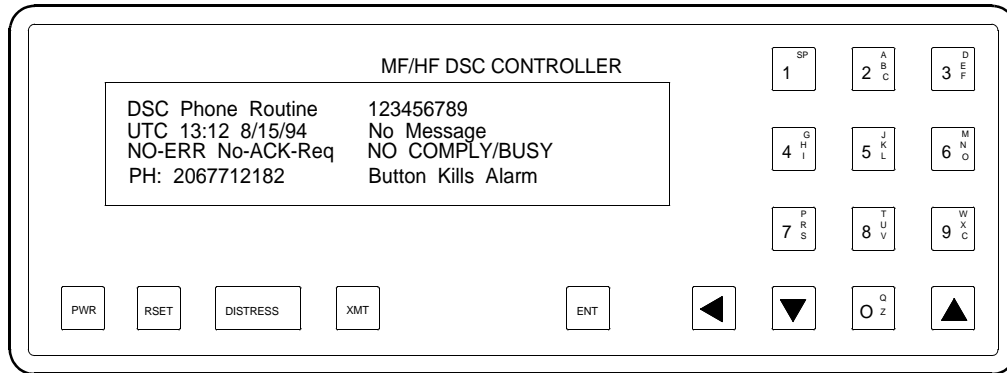 MF/HF DSC CONTROLLER
DSC Phone Routine 123456789
UTC 13:12 8/15/94 No Message
NO-ERR No-ACK-Req NO COMPLY/BUSY
PH: 2067712182 Button Kills Alarm
1 SP
2 A B C
3 D E F
4 G H I
5 J K L
6 M N O
7 P R S
8 T U V
9 W X C
PWR
RSET
DISTRESS
XMT
ENT
O Q Z